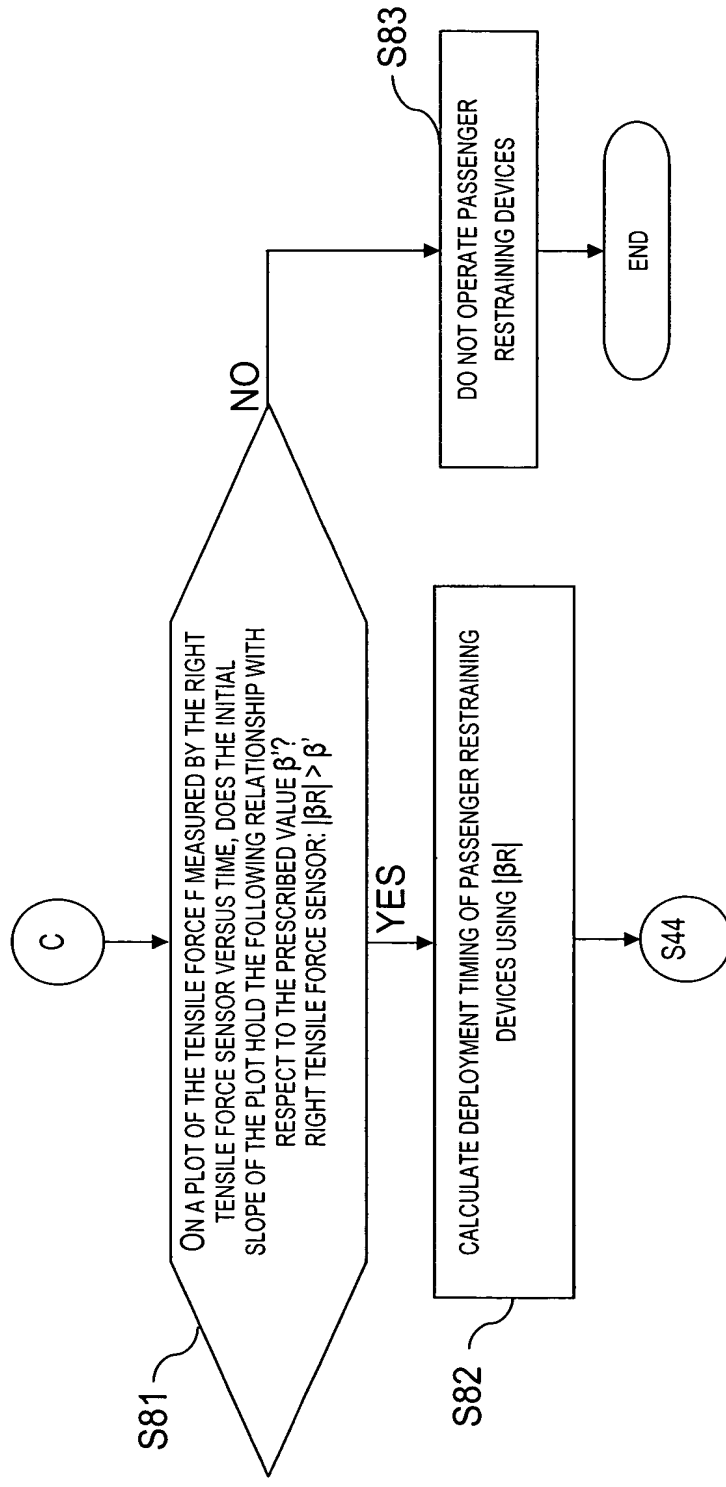 C
S81
ON A PLOT OF THE TENSILE FORCE F MEASURED BY THE RIGHT
TENSILE FORCE SENSOR VERSUS TIME, DOES THE INITIAL
SLOPE OF THE PLOT HOLD THE FOLLOWING RELATIONSHIP WITH
RESPECT TO THE PRESCRIBED VALUE β'?
RIGHT TENSILE FORCE SENSOR: |βR| > β'
NO
YES
S82
CALCULATE DEPLOYMENT TIMING OF PASSENGER RESTRAINING
DEVICES USING |βR|
S44
S83
DO NOT OPERATE PASSENGER
RESTRAINING DEVICES
END